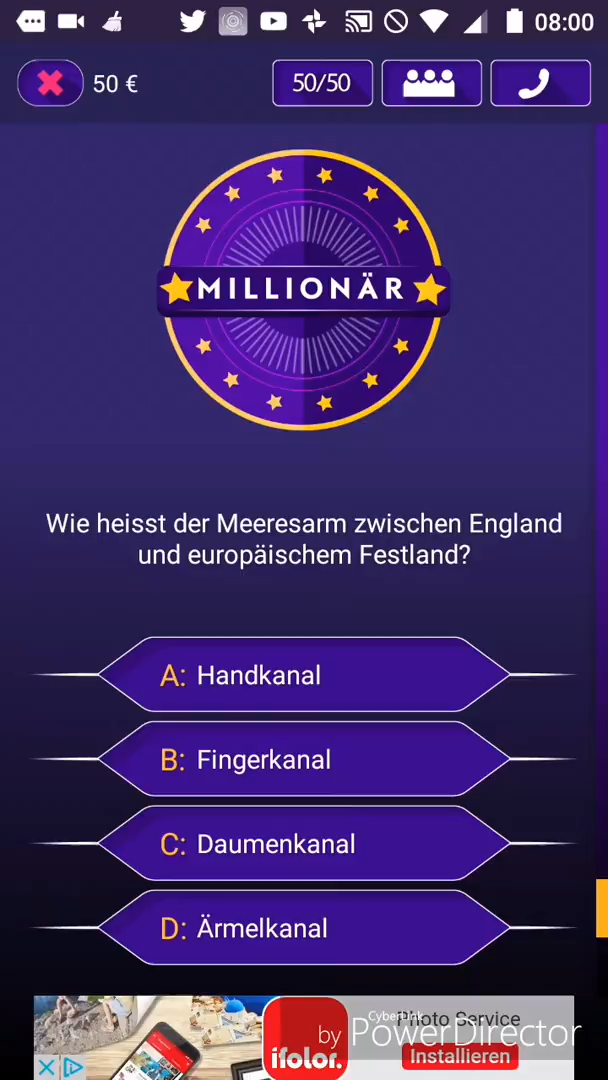 08:00
50 €
50/50
MILLIONÄR
Wie heisst der Meeresarm zwischen England
und europäischem Festland?
A: Handkanal
B: Fingerkanal
C: Daumenkanal
D: Ärmelkanal
CyberLink
Photo Service
by PowerDirector
ifolor.
Installieren